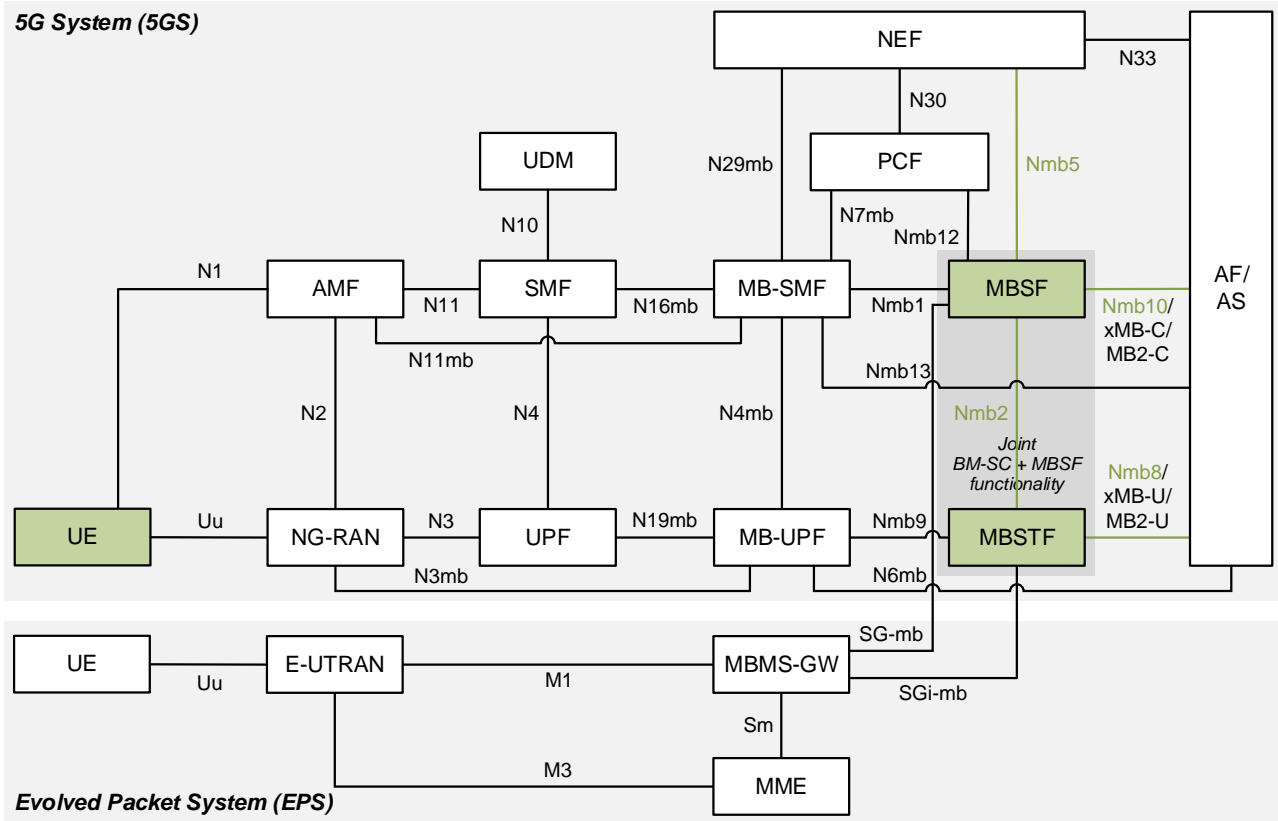 5G System (5GS)
NEF
N33
AF/
AS
N30
UDM
PCF
N29mb
Nmb5
N10
N7mb
Nmb12
N1
AMF
N11
SMF
N16mb
MB-SMF
Nmb1
MBSF
Nmb10/
xMB-C/
MB2-C
N11mb
Nmb13
N2
N4
N4mb
Nmb2
Joint
BM-SC + MBSF
functionality
Nmb8/
xMB-U/
MB2-U
UE
Uu
NG-RAN
N3
UPF
N19mb
MB-UPF
Nmb9
MBSTF
N3mb
N6mb
SG-mb
UE
Uu
E-UTRAN
M1
MBMS-GW
SGi-mb
Sm
M3
MME
Evolved Packet System (EPS)